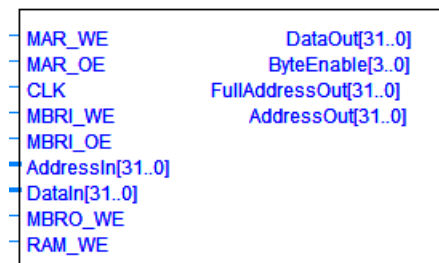 MAR_WE DataOut[31..0]
MAR_OE ByteEnable[3..0]
CLK FullAddressOut[31..0]
MBRI_WE AddressOut[31..0]
MBRI_OE
AddressIn[31..0]
DataIn[31..0]
MBRO_WE
RAM_WE